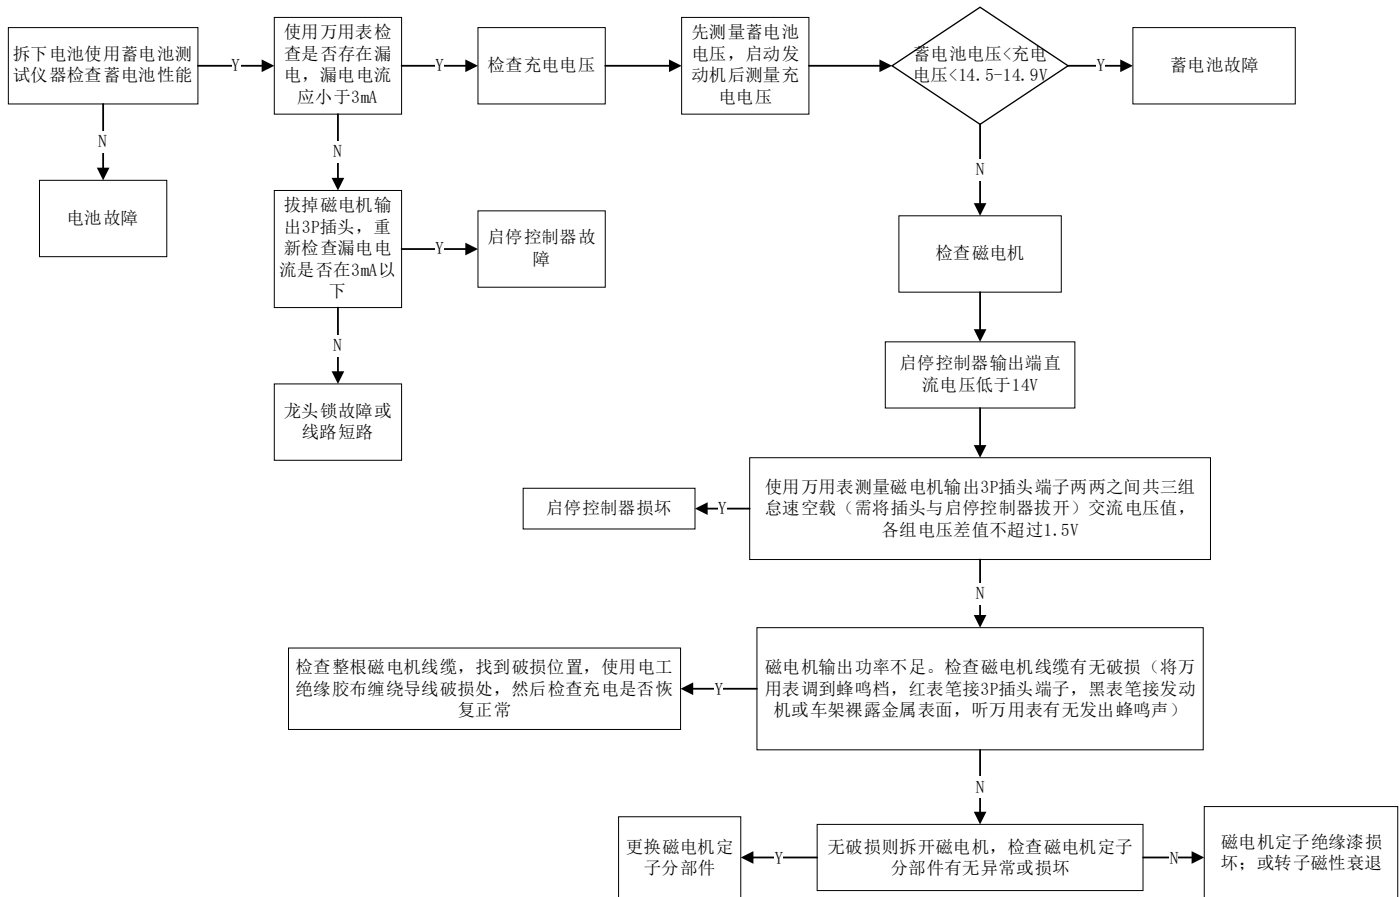 拆下电池使用蓄电池测
试仪器检查蓄电池性能
Y
使用万用表检
查是否存在漏
电，漏电电流
应小于3mA
Y
检查充电电压
先测量蓄电池
电压，启动发
动机后测量充
电电压
蓄电池电压<充电
电压<14.5-14.9V
Y
蓄电池故障
N
N
N
电池故障
拔掉磁电机输
出3P插头，重
新检查漏电电
流是否在3mA以
下
Y
启停控制器故
障
检查磁电机
N
启停控制器输出端直
流电压低于14V
龙头锁故障或
线路短路
使用万用表测量磁电机输出3P插头端子两两之间共三组
怠速空载（需将插头与启停控制器拔开）交流电压值，
各组电压差值不超过1.5V
Y
启停控制器损坏
N
磁电机输出功率不足。检查磁电机线缆有无破损（将万
用表调到蜂鸣档，红表笔接3P插头端子，黑表笔接发动
机或车架裸露金属表面，听万用表有无发出蜂鸣声）
Y
检查整根磁电机线缆，找到破损位置，使用电工
绝缘胶布缠绕导线破损处，然后检查充电是否恢
复正常
N
无破损则拆开磁电机，检查磁电机定子
分部件有无异常或损坏
Y
更换磁电机定
子分部件
N
磁电机定子绝缘漆损
坏；或转子磁性衰退